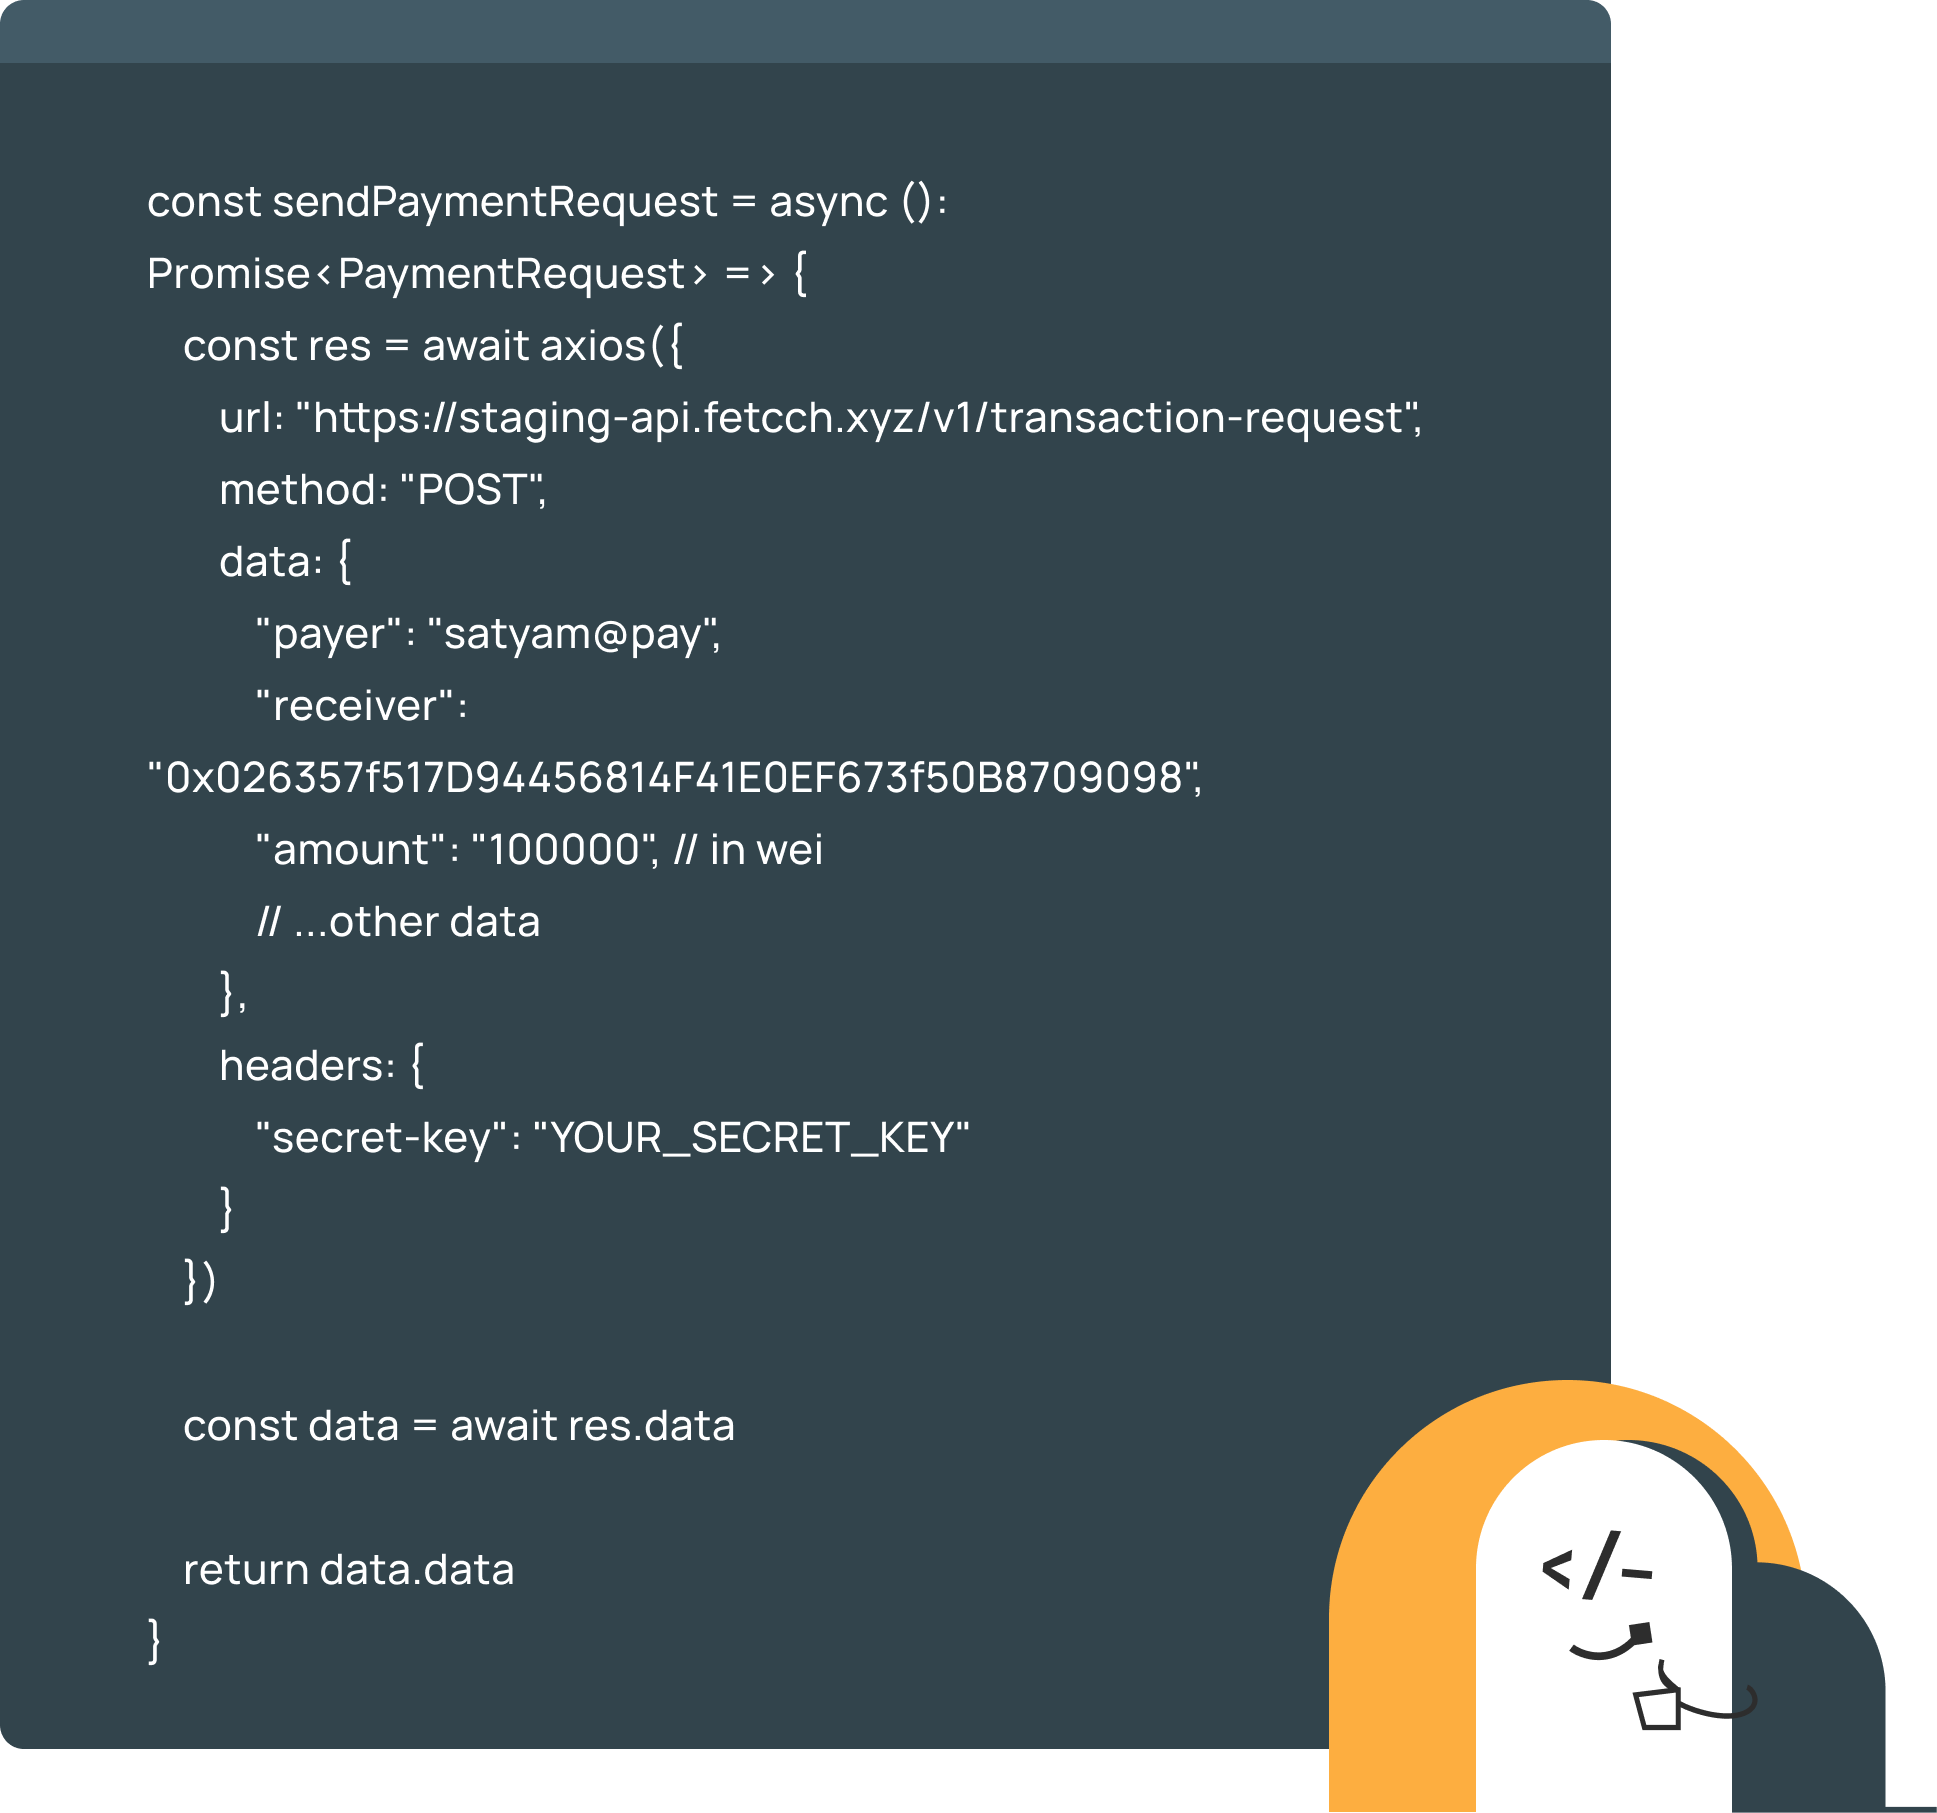 const sendPaymentRequest = async ():
Promise<PaymentRequest> => {
const res = await axios({
url: "https://staging-api.fetcch.xyz/v1/transaction-request",
method: "POST",
data: {
"payer": "satyam@pay",
"receiver":
"0x026357f517D94456814F41E0EF673f50B8709098",
"amount": "100000", // in wei
// ...other data
},
headers: {
"secret-key": "YOUR_SECRET_KEY"
}
})
const data = await res.data
return data.data
}